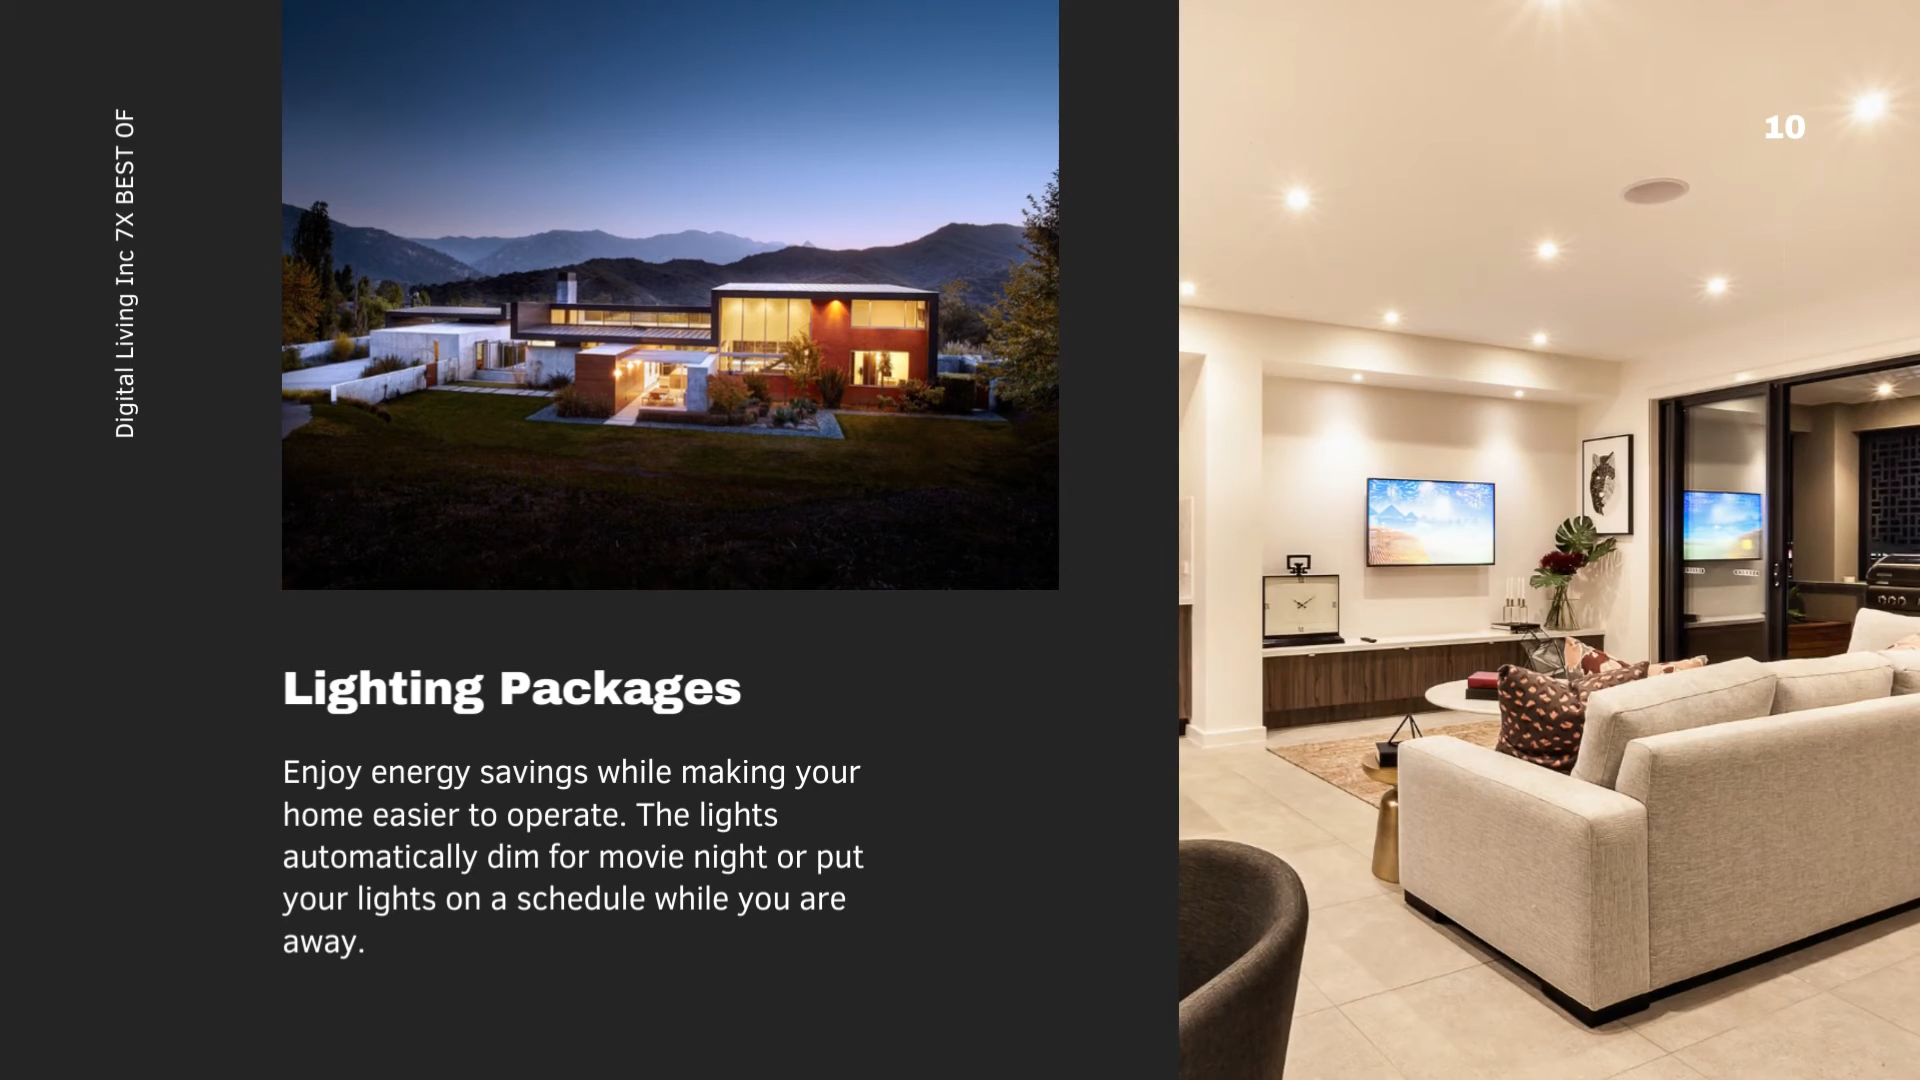 Digital Living Inc 7X BEST OF
10
Lighting Packages
Enjoy energy savings while making your
home easier to operate. The lights
automatically dim for movie night or put
your lights on a schedule while you are
away.